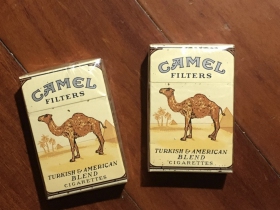 CAMEL
FILTERS
TURKISH & AMERICAN
BLEND
CIGARETTES
CAMEL
FILTERS
TURKISH & AMERICAN
BLEND
CIGARETTES